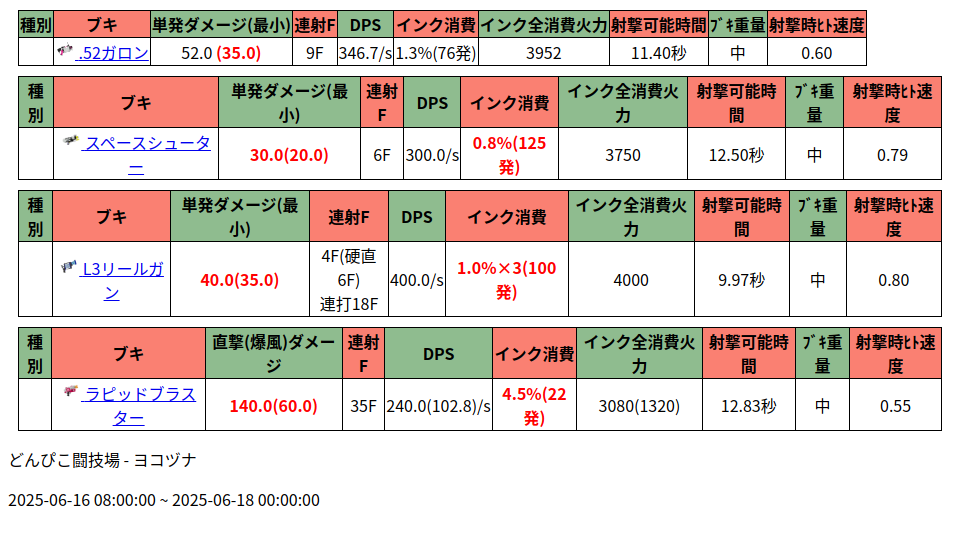 種別 ブキ 単発ダメージ(最小) 連射F DPS インク消費 インク全消費火力 射撃可能時間 ﾌﾞｷ重量 射撃時ﾋﾄ速度
.52ガロン 52.0 (35.0) 9F 346.7/s 1.3%(76発) 3952 11.40秒 中 0.60
種別 ブキ 単発ダメージ(最小) 連射F DPS インク消費 インク全消費火力 射撃可能時間 ﾌﾞｷ重量 射撃時ﾋﾄ速度
スペースシューター 30.0(20.0) 6F 300.0/s 0.8%(125発) 3750 12.50秒 中 0.79
種別 ブキ 単発ダメージ(最小) 連射F DPS インク消費 インク全消費火力 射撃可能時間 ﾌﾞｷ重量 射撃時ﾋﾄ速度
L3リールガン 40.0(35.0) 4F(硬直6F) 連打18F 400.0/s 1.0%×3(100発) 4000 9.97秒 中 0.80
種別 ブキ 直撃(爆風)ダメージ 連射F DPS インク消費 インク全消費火力 射撃可能時間 ﾌﾞｷ重量 射撃時ﾋﾄ速度
ラピッドブラスター 140.0(60.0) 35F 240.0(102.8)/s 4.5%(22発) 3080(1320) 12.83秒 中 0.55
どんぴこ闘技場 - ヨコヅナ
2025-06-16 08:00:00 ~ 2025-06-18 00:00:00